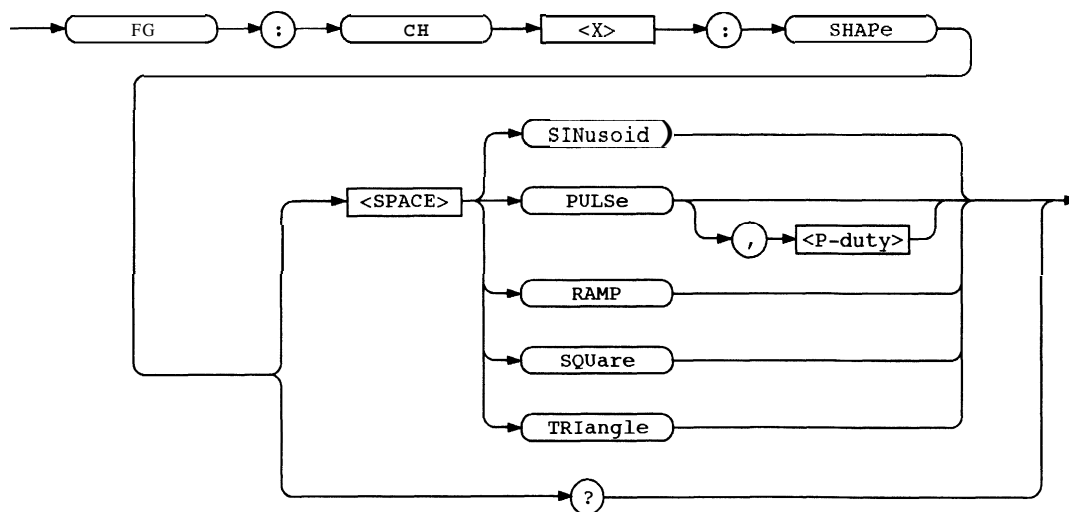 FG : CH <X> : SHAPe
SINusoid
<SPACE> PULSe
, <P-duty>
RAMP
SQUare
TRIangle
?